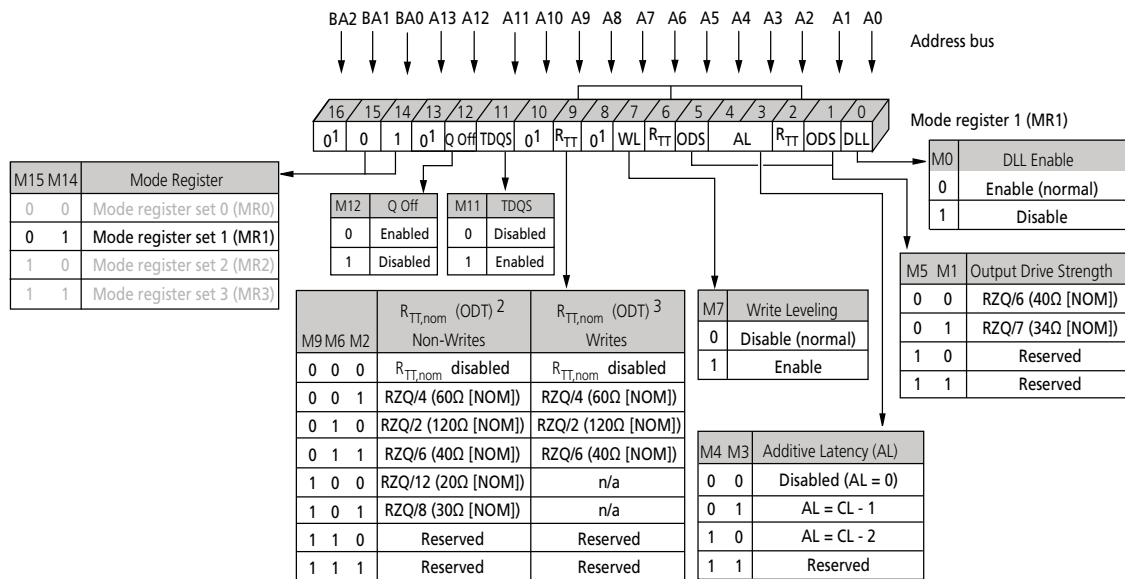 BA2 BA1 BA0 A13 A12 A11 A10 A9 A8 A7 A6 A5 A4 A3 A2 A1 A0
Address bus
16 15 14 13 12 11 10 9 8 7 6 5 4 3 2 1 0
Mode register 1 (MR1)
0¹ 0 1 0¹ Q Off TDQS 0¹ RTT 0¹ WL RTT ODS AL RTT ODS DLL
M15 M14 Mode Register
0 0 Mode register set 0 (MR0)
0 1 Mode register set 1 (MR1)
1 0 Mode register set 2 (MR2)
1 1 Mode register set 3 (MR3)
M12 Q Off
0 Enabled
1 Disabled
M11 TDQS
0 Disabled
1 Enabled
M0 DLL Enable
0 Enable (normal)
1 Disable
M5 M1 Output Drive Strength
0 0 RZQ/6 (40Ω [NOM])
0 1 RZQ/7 (34Ω [NOM])
1 0 Reserved
1 1 Reserved
M9 M6 M2
RTT,nom (ODT) 2
Non-Writes
RTT,nom (ODT) 3
Writes
0 0 0 RTT,nom disabled RTT,nom disabled
0 0 1 RZQ/4 (60Ω [NOM]) RZQ/4 (60Ω [NOM])
0 1 0 RZQ/2 (120Ω [NOM]) RZQ/2 (120Ω [NOM])
0 1 1 RZQ/6 (40Ω [NOM]) RZQ/6 (40Ω [NOM])
1 0 0 RZQ/12 (20Ω [NOM]) n/a
1 0 1 RZQ/8 (30Ω [NOM]) n/a
1 1 0 Reserved Reserved
1 1 1 Reserved Reserved
M7 Write Leveling
0 Disable (normal)
1 Enable
M4 M3 Additive Latency (AL)
0 0 Disabled (AL = 0)
0 1 AL = CL - 1
1 0 AL = CL - 2
1 1 Reserved